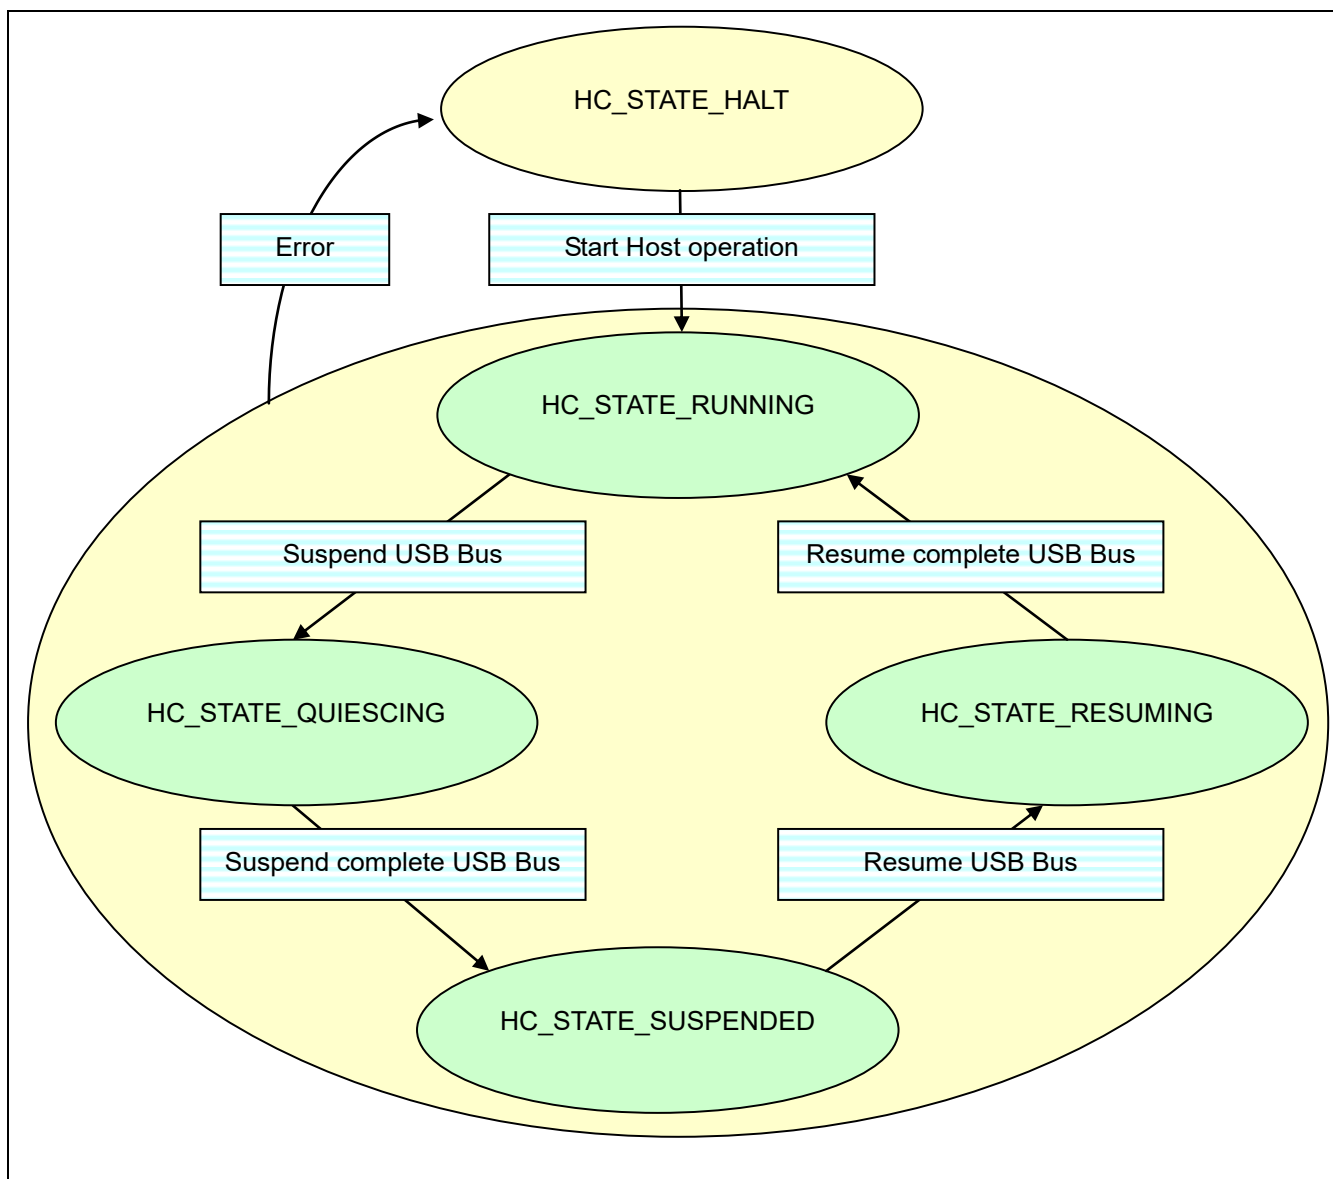 HC_STATE_HALT
Error
Start Host operation
HC_STATE_RUNNING
Suspend USB Bus
Resume complete USB Bus
HC_STATE_QUIESCING
HC_STATE_RESUMING
Suspend complete USB Bus
Resume USB Bus
HC_STATE_SUSPENDED